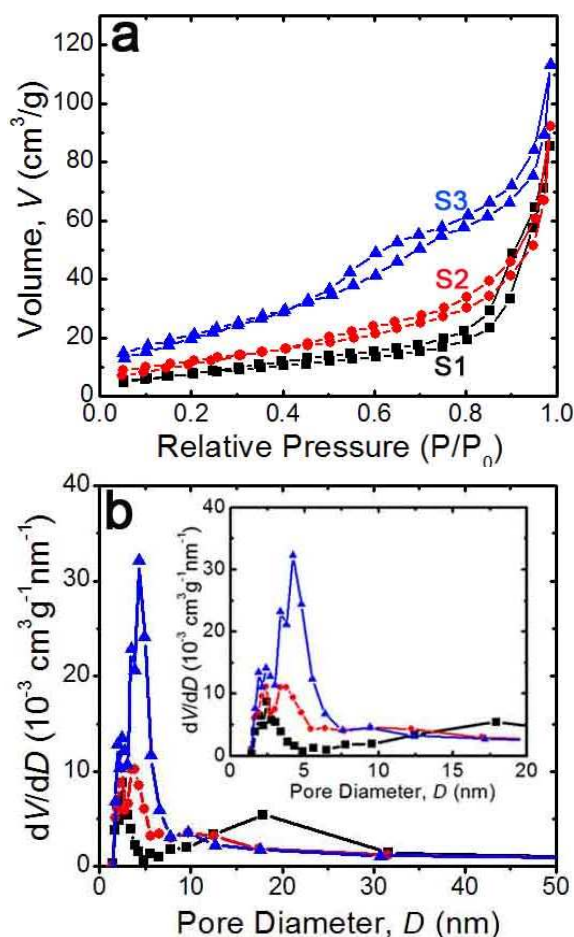 a
120
100
80
60
40
20
0
Volume, V (cm³/g)
S3
S2
S1
0.0 0.2 0.4 0.6 0.8 1.0
Relative Pressure (P/P₀)
b
40
30
20
10
0
dV/dD (10⁻³ cm³g⁻¹nm⁻¹)
40
30
20
10
0
dV/dD (10⁻³ cm³g⁻¹nm⁻¹)
0 5 10 15 20
Pore Diameter, D (nm)
0 10 20 30 40 50
Pore Diameter, D (nm)